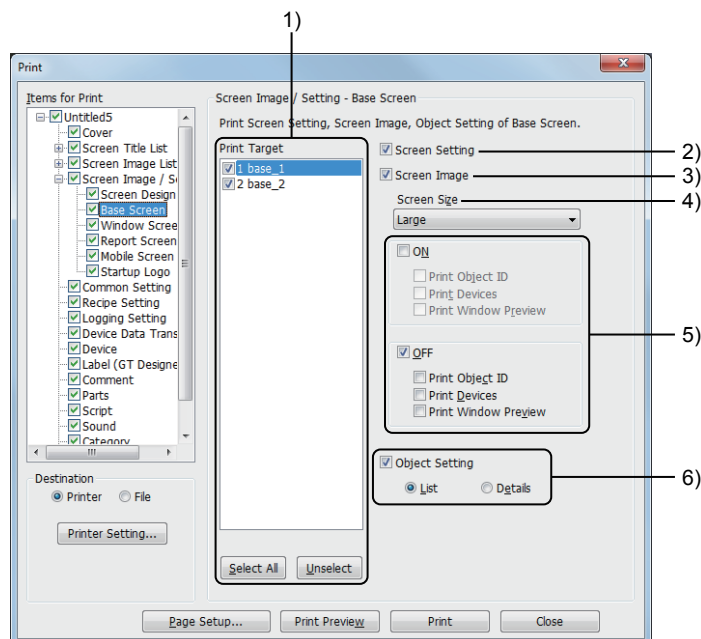 1)
Print
Items for Print
Untitled5
Cover
Screen Title List
Screen Image List
Screen Image / S
Screen Design
Base Screen
Window Scree
Report Screen
Mobile Screen
Startup Logo
Common Setting
Recipe Setting
Logging Setting
Device Data Trans
Device
Label (GT Designe
Comment
Parts
Script
Sound
Category
Destination
Printer File
Printer Setting...
Screen Image / Setting - Base Screen
Print Screen Setting, Screen Image, Object Setting of Base Screen.
Print Target
1 base_1
2 base_2
Select All Unselect
Screen Setting 2)
Screen Image 3)
Screen Size 4)
Large
ON
Print Object ID
Print Devices
Print Window Preview
5)
OFF
Print Object ID
Print Devices
Print Window Preview
Object Setting
6)
List Details
Page Setup... Print Preview Print Close